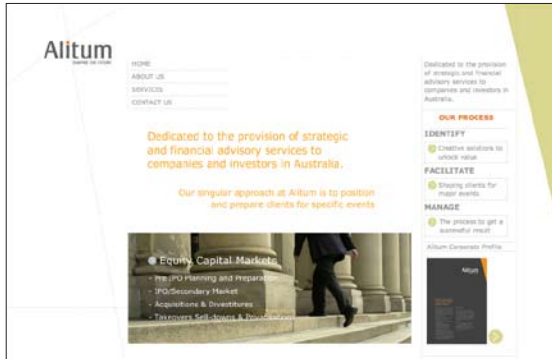 Alitum
HOME
ABOUT US
SERVICES
CONTACT US
Dedicated to the provision of strategic
and financial advisory services to
companies and investors in Australia.
Our singular approach at Alitum is to position
and prepare clients for specific events
Equity Capital Markets
- Pre IPO Planning and Preparation
- IPO/Secondary Market
- Acquisitions & Divestitures
- Takeovers Sell-downs & Privatisations
Dedicated to the provision
of strategic and financial
advisory services to
companies and investors in
Australia.
OUR PROCESS
IDENTIFY
Creative solutions to
unlock value
FACILITATE
Shaping clients for
major events
MANAGE
The process to get a
successful result
Alitum Corporate Profile
Alitum